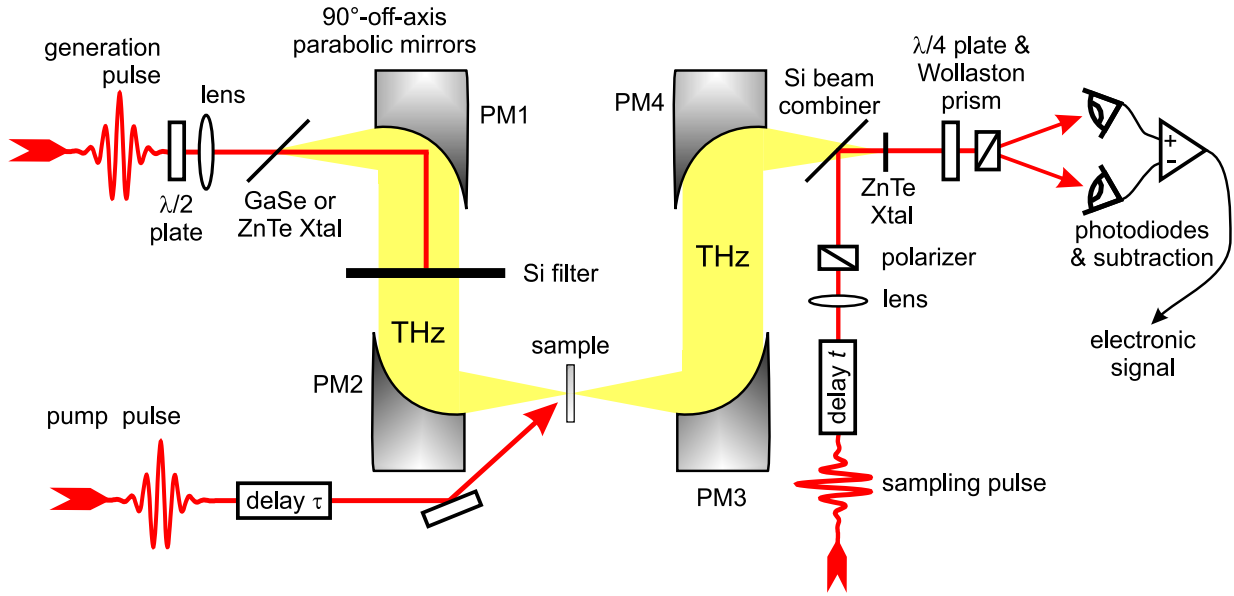 90°-off-axis
parabolic mirrors
generation
pulse
lens
λ/2
plate
GaSe or
ZnTe Xtal
PM1
Si filter
THz
PM2
sample
pump pulse
delay τ
PM4
THz
PM3
Si beam
combiner
λ/4 plate &
Wollaston
prism
ZnTe
Xtal
+
-
photodiodes
& subtraction
polarizer
lens
delay t
sampling pulse
electronic
signal